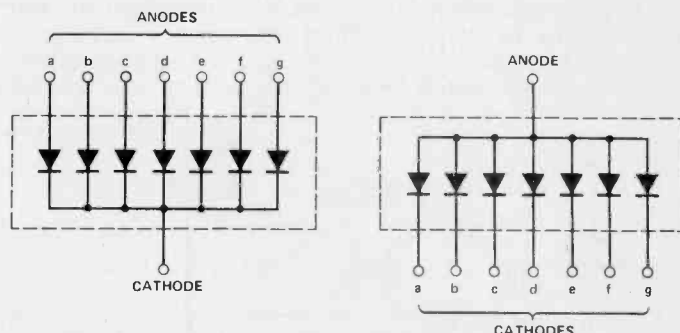 ANODES
a b c d e f g
CATHODE
ANODE
a b c d e f g
CATHODES